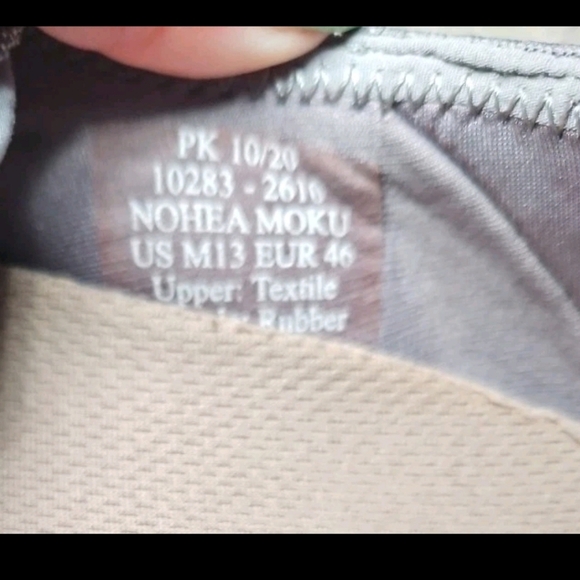 PK 10/20
10283 - 2610
NOHEA MOKU
US M13 EUR 46
Upper: Textile
Rubber